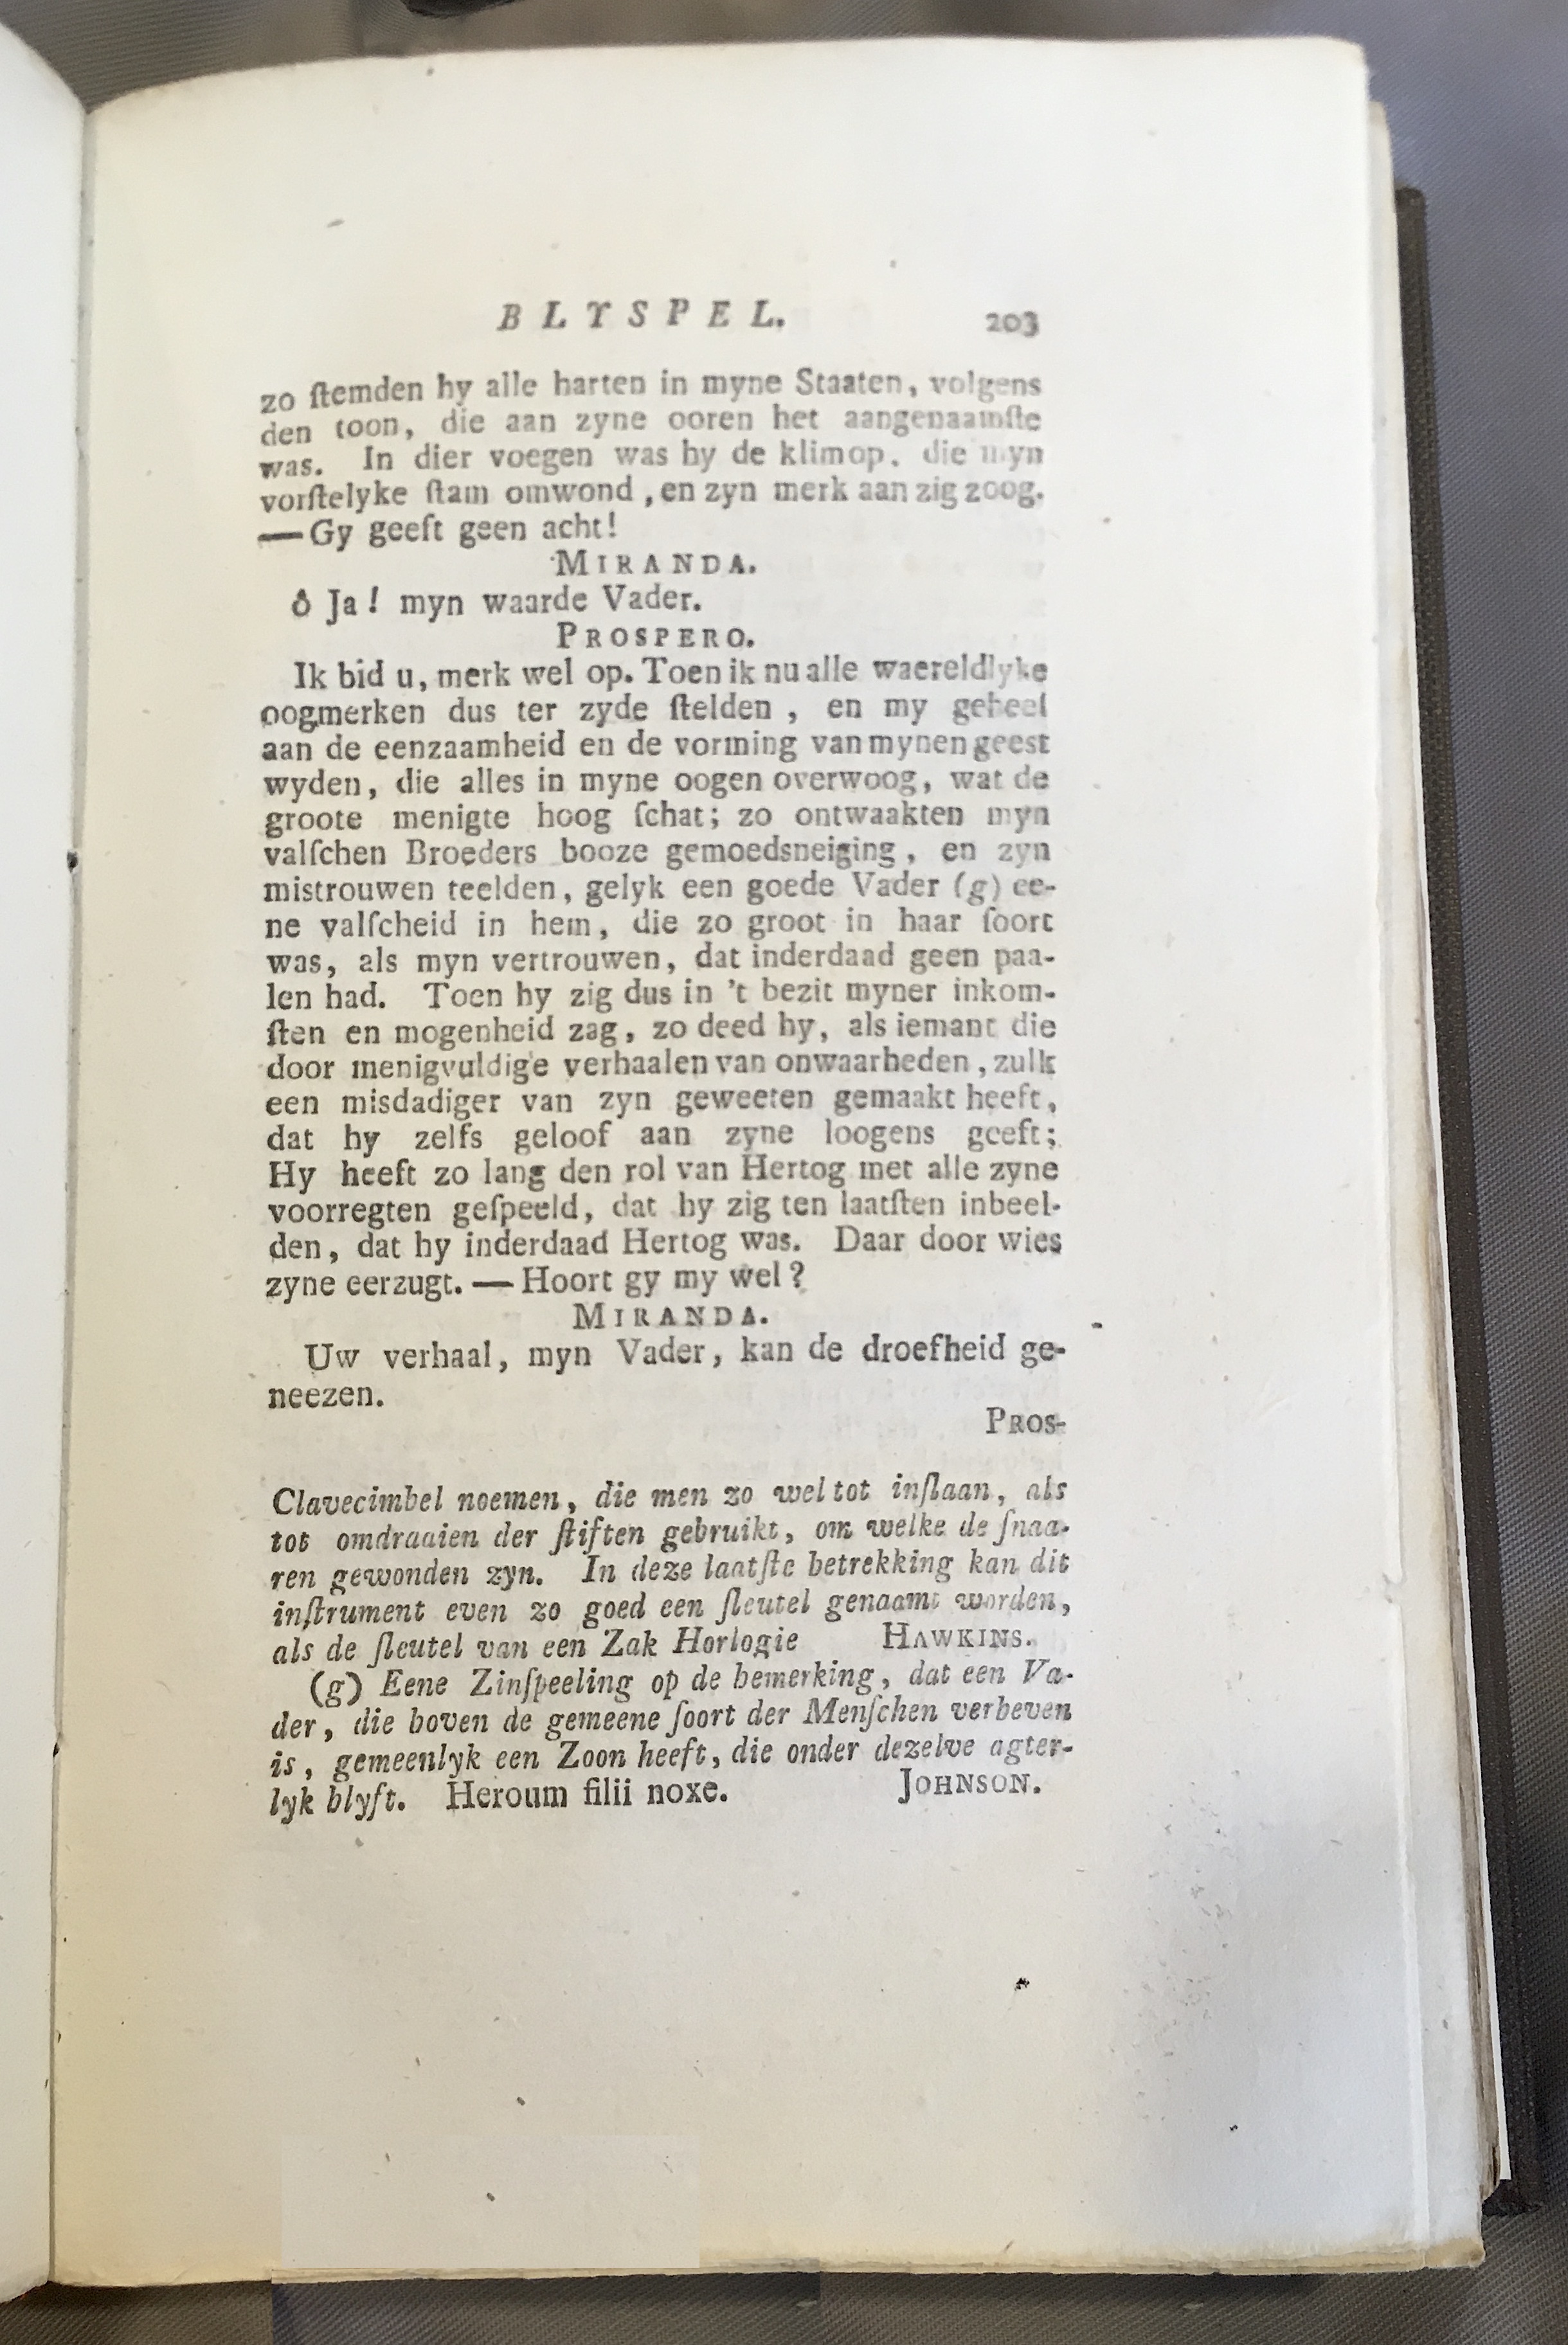 BLYSPEL. 203
zo ſtemden hy alle harten in myne Staaten, volgens
den toon, die aan zyne ooren het aangenaamſte
was. In dier voegen was hy de klimop, die myn
vorſtelyke ſtam omwond, en zyn merk aan zig zoog.
— Gy geeft geen acht!
MIRANDA.
ô Ja! myn waarde Vader.
PROSPERO.
Ik bid u, merk wel op. Toen ik nu alle waereldlyke
oogmerken dus ter zyde ſtelden, en my geheel
aan de eenzaamheid en de vorming van mynen geest
wyden, die alles in myne oogen overwoog, wat de
groote menigte hoog ſchat; zo ontwaakten myn
valſchen Broeders booze gemoedsneiging, en zyn
mistrouwen teelden, gelyk een goede Vader (g) ee-
ne valſcheid in hem, die zo groot in haar ſoort
was, als myn vertrouwen, dat inderdaad geen paa-
len had. Toen hy zig dus in 't bezit myner inkom-
ſten en mogenheid zag, zo deed hy, als iemant die
door menigvuldige verhaalen van onwaarheden, zulk
een misdadiger van zyn geweeten gemaakt heeft,
dat hy zelfs geloof aan zyne loogens geeft;
Hy heeft zo lang den rol van Hertog met alle zyne
voorregten geſpeeld, dat hy zig ten laatſten inbeel-
den, dat hy inderdaad Hertog was. Daar door wies
zyne eerzugt. — Hoort gy my wel?
MIRANDA.
Uw verhaal, myn Vader, kan de droefheid ge-
neezen.
PROS-
Clavecimbel noemen, die men zo wel tot inſlaan, als
tot omdraaien der ſtiften gebruikt, om welke de ſnaa-
ren gewonden zyn. In deze laatſte betrekking kan dit
inſtrument even zo goed een ſleutel genaamt worden,
als de ſleutel van een Zak Horlogie HAWKINS.
(g) Eene Zinſpeeling op de bemerking, dat een Va-
der, die boven de gemeene ſoort der Menſchen verheven
is, gemeenlyk een Zoon heeft, die onder dezelve agter-
lyk blyft. Heroum filii noxe. JOHNSON.